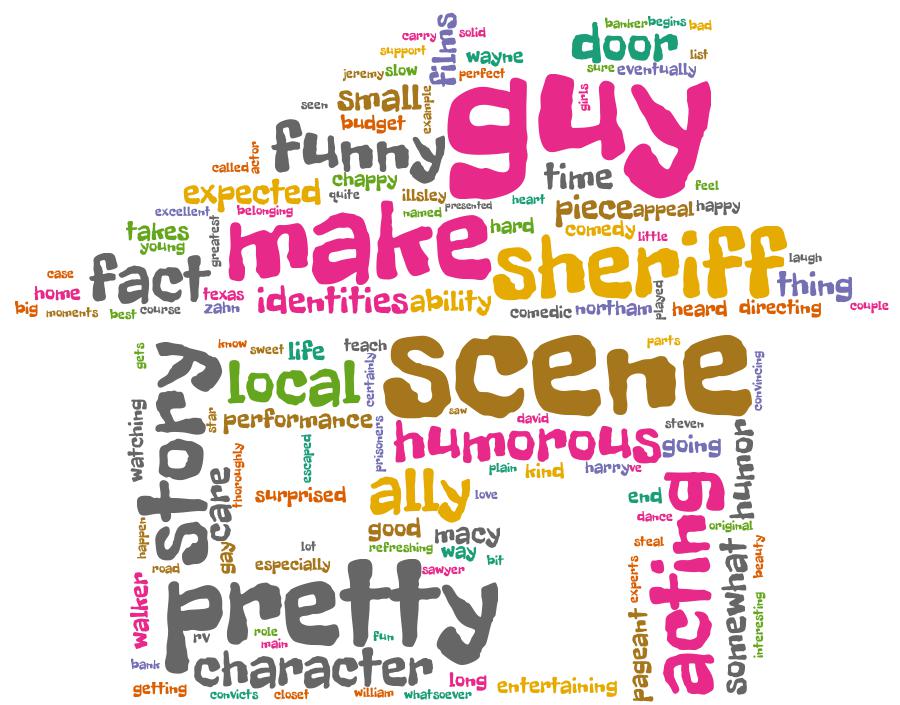 carry
solid
films
banker
begins
bad
support
wayne
door
list
jeremy
slow
perfect
sure
eventually
seen
small
example
guy
girls
budget
funny
called
actor
chappy
time
feel
expected
quite
illsley
presented
heart
piece
appeal
happy
excellent
belonging
named
greatest
make
hard
comedy
little
takes
young
sheriff
laugh
case
fact
thing
home
texas
zahn
identities
ability
played
big
moments
best
course
comedic
northam
heard
directing
couple
gets
story
know
sweet
life
teach
scene
parts
local
certainly
convincing
star
performance
saw
david
steven
watching
escaped
prisoners
humorous
going
humor
thoroughly
care
plain
kind
harry
ve
surprised
ally
love
end
acting
dance
original
happen
good
macy
lot
refreshing
way
bit
steal
somewhat
beauty
road
gay
especially
sawyer
experts
walker
pretty
rv
role
main
fun
pageant
interesting
bank
character
getting
convicts
closet
william
whatsoever
long
entertaining